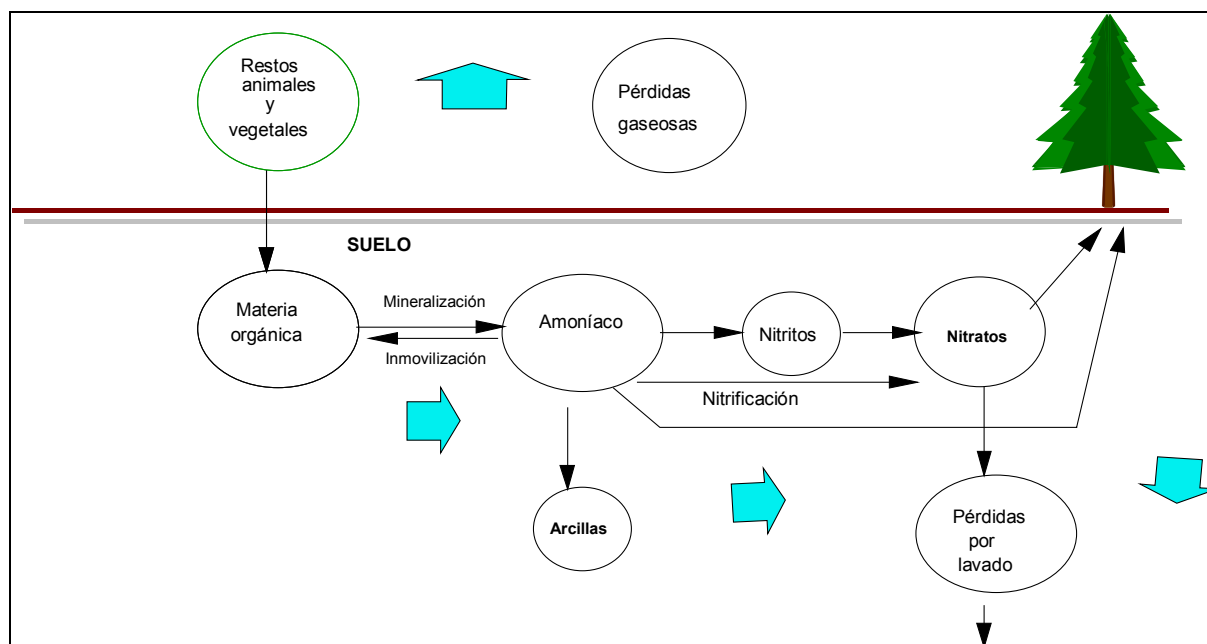 Restos
animales
y
vegetales
Pérdidas
gaseosas
SUELO
Materia
orgánica
Mineralización
Inmovilización
Amoníaco
Nitritos
Nitratos
Nitrificación
Arcillas
Pérdidas
por
lavado